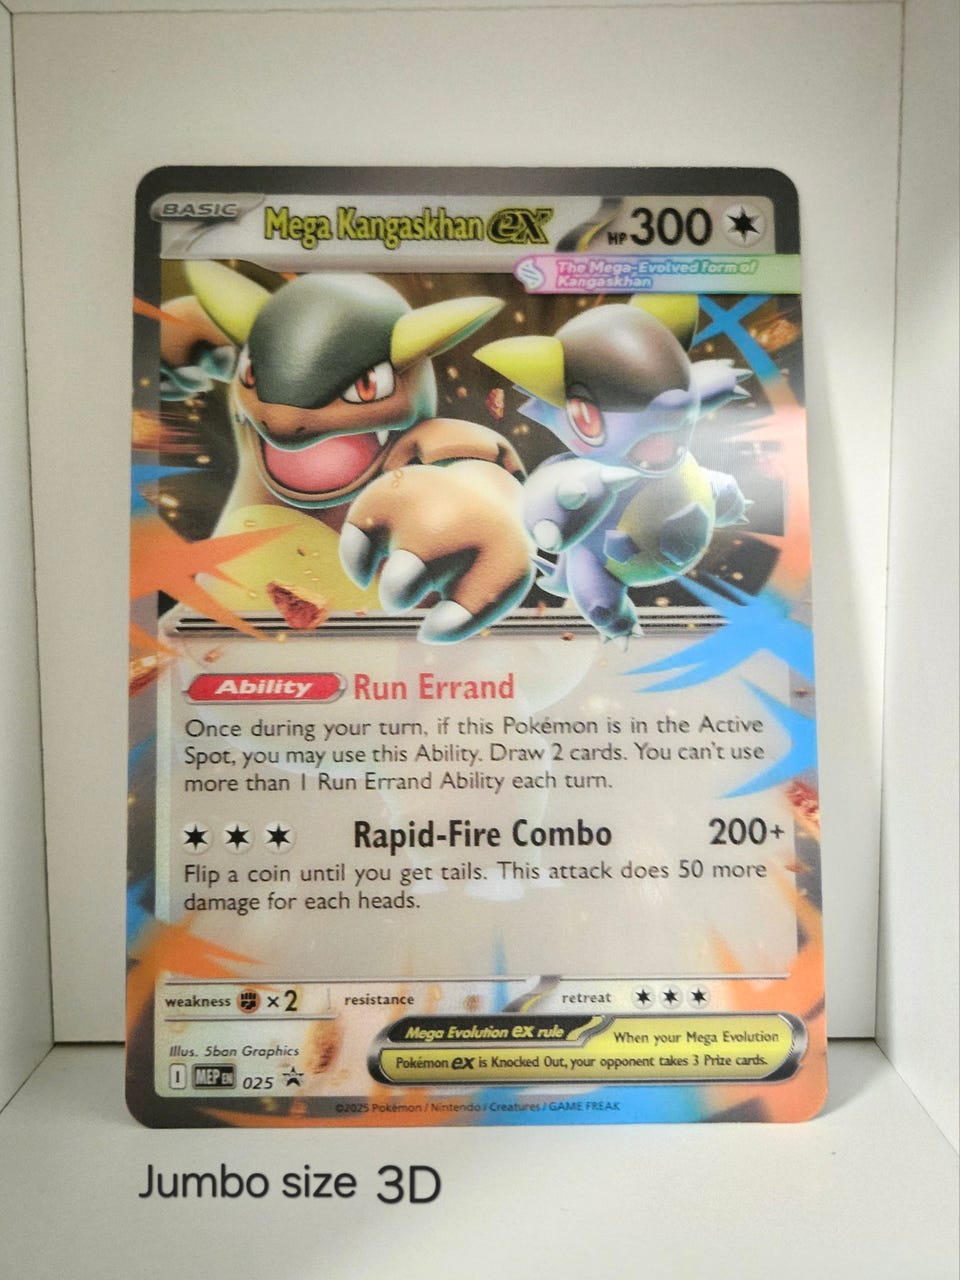 BASIC
Mega Kangaskhan ex
HP 300
The Mega-Evolved form of
Kangaskhan
Ability Run Errand
Once during your turn, if this Pokémon is in the Active
Spot, you may use this Ability. Draw 2 cards. You can't use
more than 1 Run Errand Ability each turn.
Rapid-Fire Combo 200+
Flip a coin until you get tails. This attack does 50 more
damage for each heads.
weakness ×2 resistance retreat
Mega Evolution ex rule When your Mega Evolution
Pokémon ex is Knocked Out, your opponent takes 3 Prize cards.
Illus. 5ban Graphics
I MEP EN 025
©2025 Pokémon / Nintendo / Creatures / GAME FREAK
Jumbo size 3D